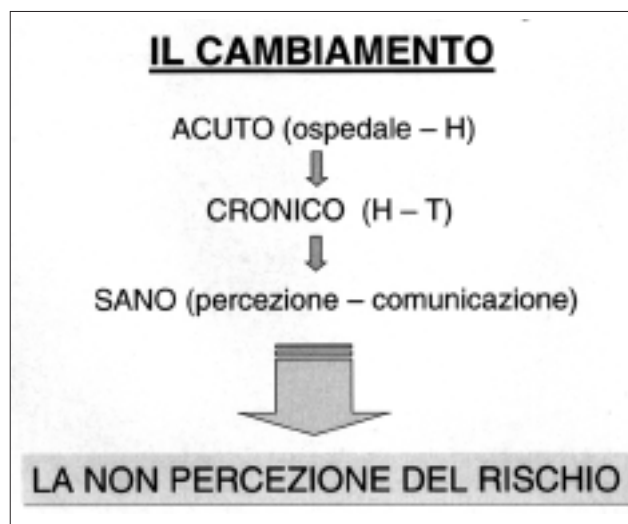 IL CAMBIAMENTO
ACUTO (ospedale – H)
CRONICO (H – T)
SANO (percezione – comunicazione)
LA NON PERCEZIONE DEL RISCHIO